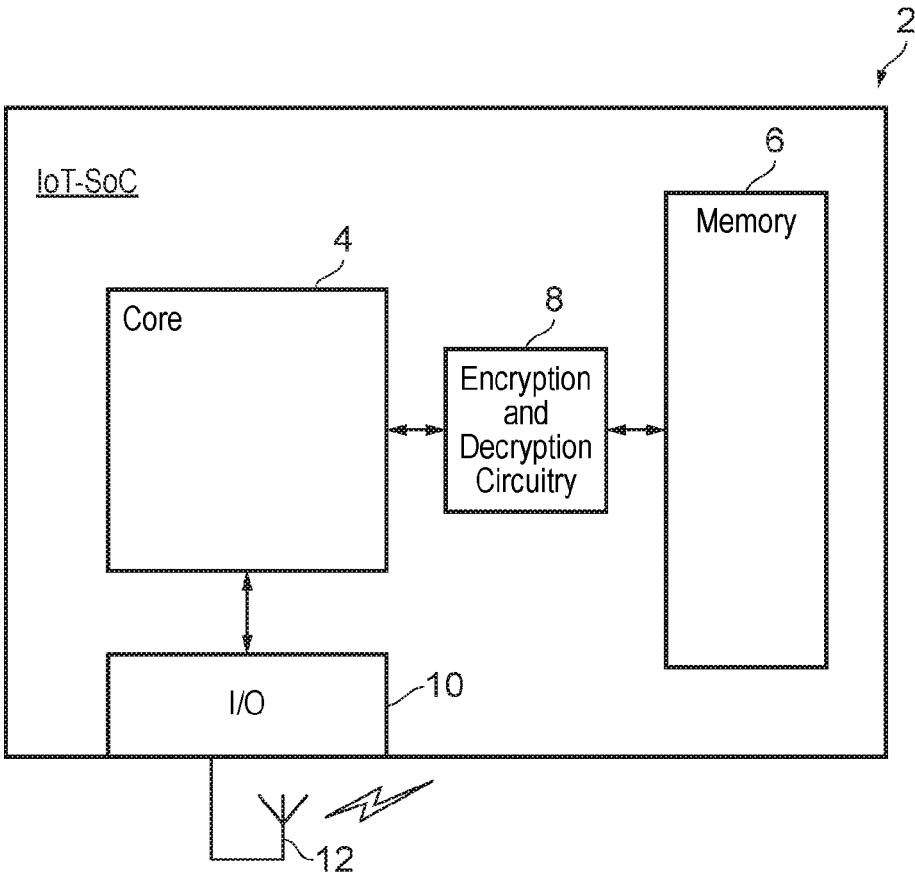 2
IoT-SoC
6
Memory
4
Core
8
Encryption
and
Decryption
Circuitry
I/O
10
12